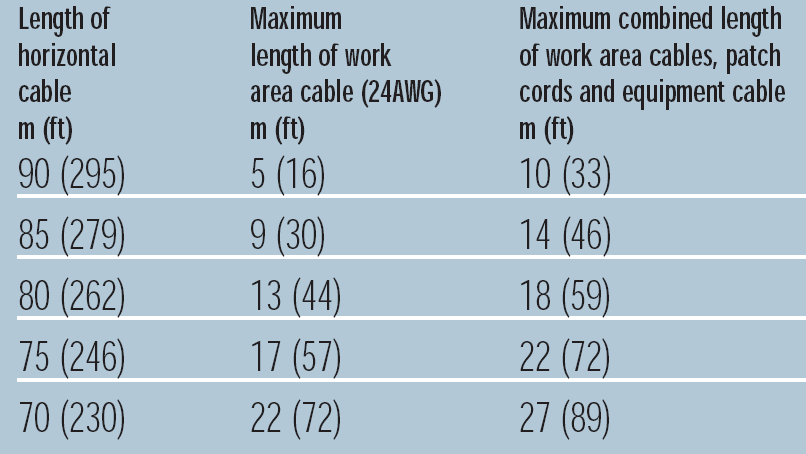 Length of horizontal cable m (ft) | Maximum length of work area cable (24AWG) m (ft) | Maximum combined length of work area cables, patch cords and equipment cable m (ft)
90 (295) | 5 (16) | 10 (33)
85 (279) | 9 (30) | 14 (46)
80 (262) | 13 (44) | 18 (59)
75 (246) | 17 (57) | 22 (72)
70 (230) | 22 (72) | 27 (89)